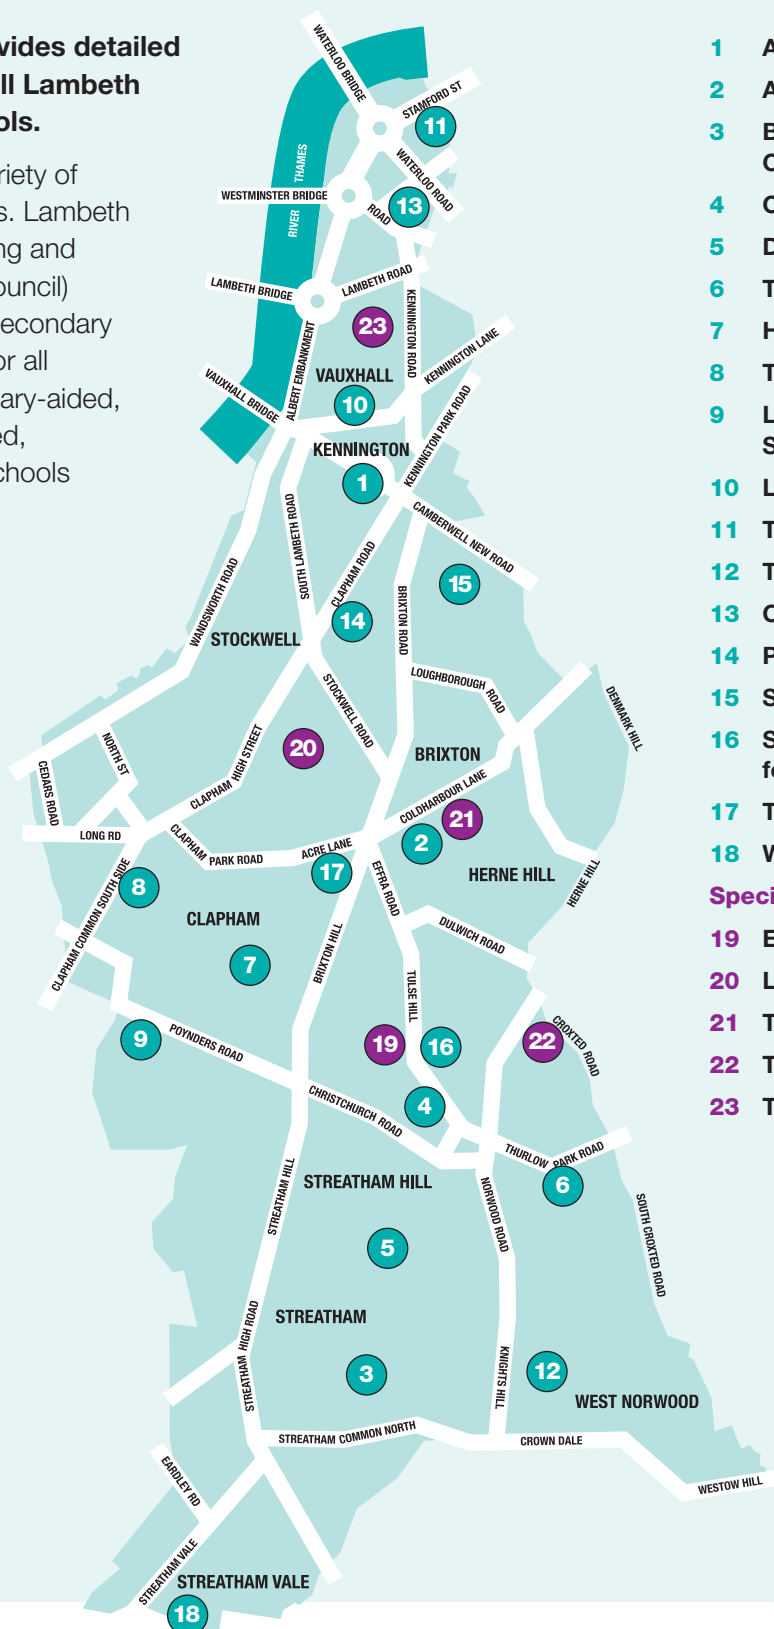 vides detailed
ll Lambeth
ols.
riety of
s. Lambeth
ng and
ouncil)
econdary
or all
ary-aided,
ed,
chools
WATERLOO BRIDGE
STAMFORD ST
11
RIVER THAMES
WATERLOO ROAD
WESTMINSTER BRIDGE
ROAD
13
LAMBETH BRIDGE
LAMBETH ROAD
KENNINGTON ROAD
23
ALBERT EMBANKMENT
KENNINGTON LANE
VAUXHALL
VAUXHALL BRIDGE
10
KENNINGTON PARK ROAD
KENNINGTON
1
CAMBERWELL NEW ROAD
SOUTH LAMBETH ROAD
CLAPHAM ROAD
WANDSWORTH ROAD
15
BRIXTON ROAD
14
STOCKWELL
LOUGHBOROUGH ROAD
STOCKWELL ROAD
DENMARK HILL
NORTH ST
20
BRIXTON
CEDARS ROAD
CLAPHAM HIGH STREET
COLDHARBOUR LANE
21
LONG RD
CLAPHAM PARK ROAD
ACRE LANE
2
17
HERNE HILL
HERNE HILL
EFFRA ROAD
8
CLAPHAM COMMON SOUTH SIDE
CLAPHAM
DULWICH ROAD
BRIXTON HILL
7
TULSE HILL
9
POYNDERS ROAD
19
16
22
CROXTED ROAD
CHRISTCHURCH ROAD
4
THURLOW PARK ROAD
STREATHAM HILL
STREATHAM HILL
6
NORWOOD ROAD
SOUTH CROXTED ROAD
5
STREATHAM
STREATHAM HIGH ROAD
3
KNIGHTS HILL
12
WEST NORWOOD
STREATHAM COMMON NORTH
CROWN DALE
WESTOW HILL
EARDLEY RD
STREATHAM VALE
STREATHAM VALE
18
1 A
2 A
3 B
C
4 C
5 D
6 T
7 H
8 T
9 L
S
10 L
11 T
12 T
13 O
14 P
15 S
16 S
fo
17 T
18 W
Speci
19 E
20 L
21 T
22 T
23 T